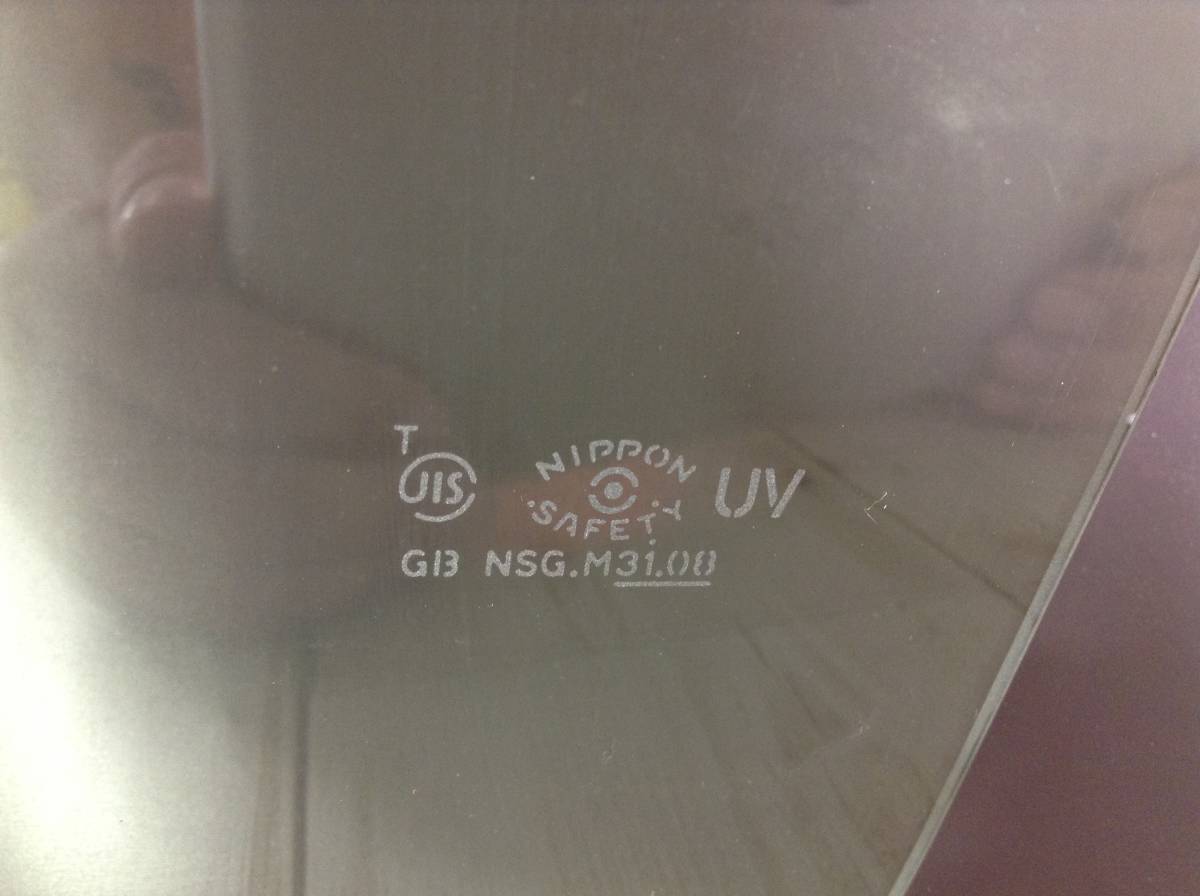 T
JIS
NIPPON
SAFETY
UV
GB NSG.M31.08